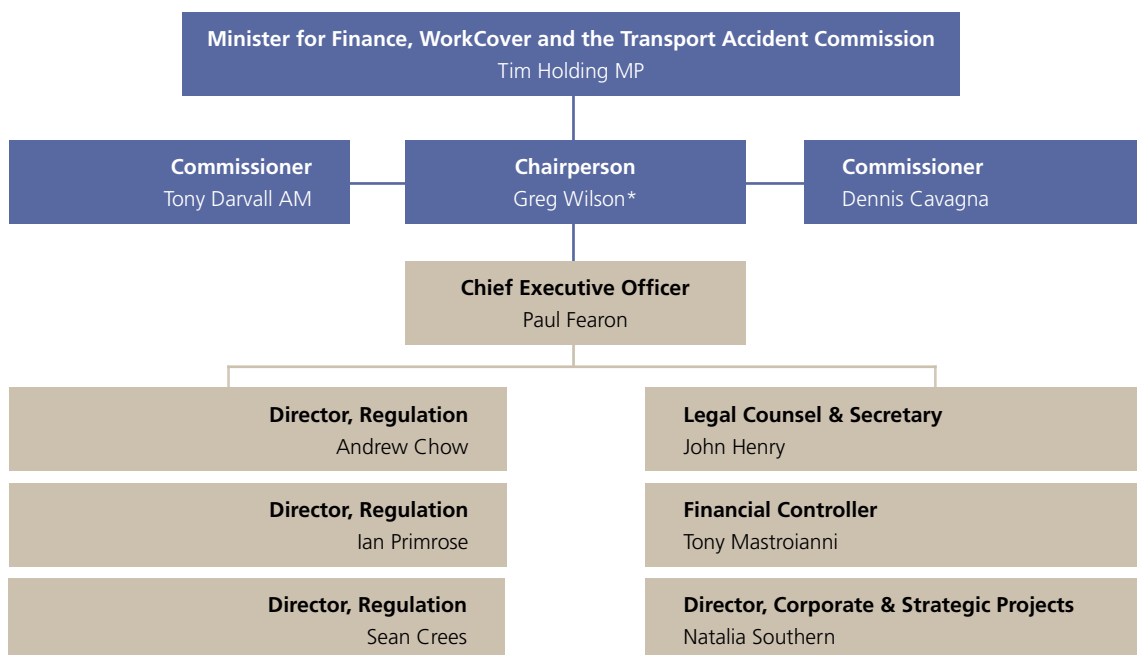 Minister for Finance, WorkCover and the Transport Accident Commission
Tim Holding MP
Commissioner
Tony Darvall AM
Chairperson
Greg Wilson*
Commissioner
Dennis Cavagna
Chief Executive Officer
Paul Fearon
Director, Regulation
Andrew Chow
Legal Counsel & Secretary
John Henry
Director, Regulation
Ian Primrose
Financial Controller
Tony Mastroianni
Director, Regulation
Sean Crees
Director, Corporate & Strategic Projects
Natalia Southern